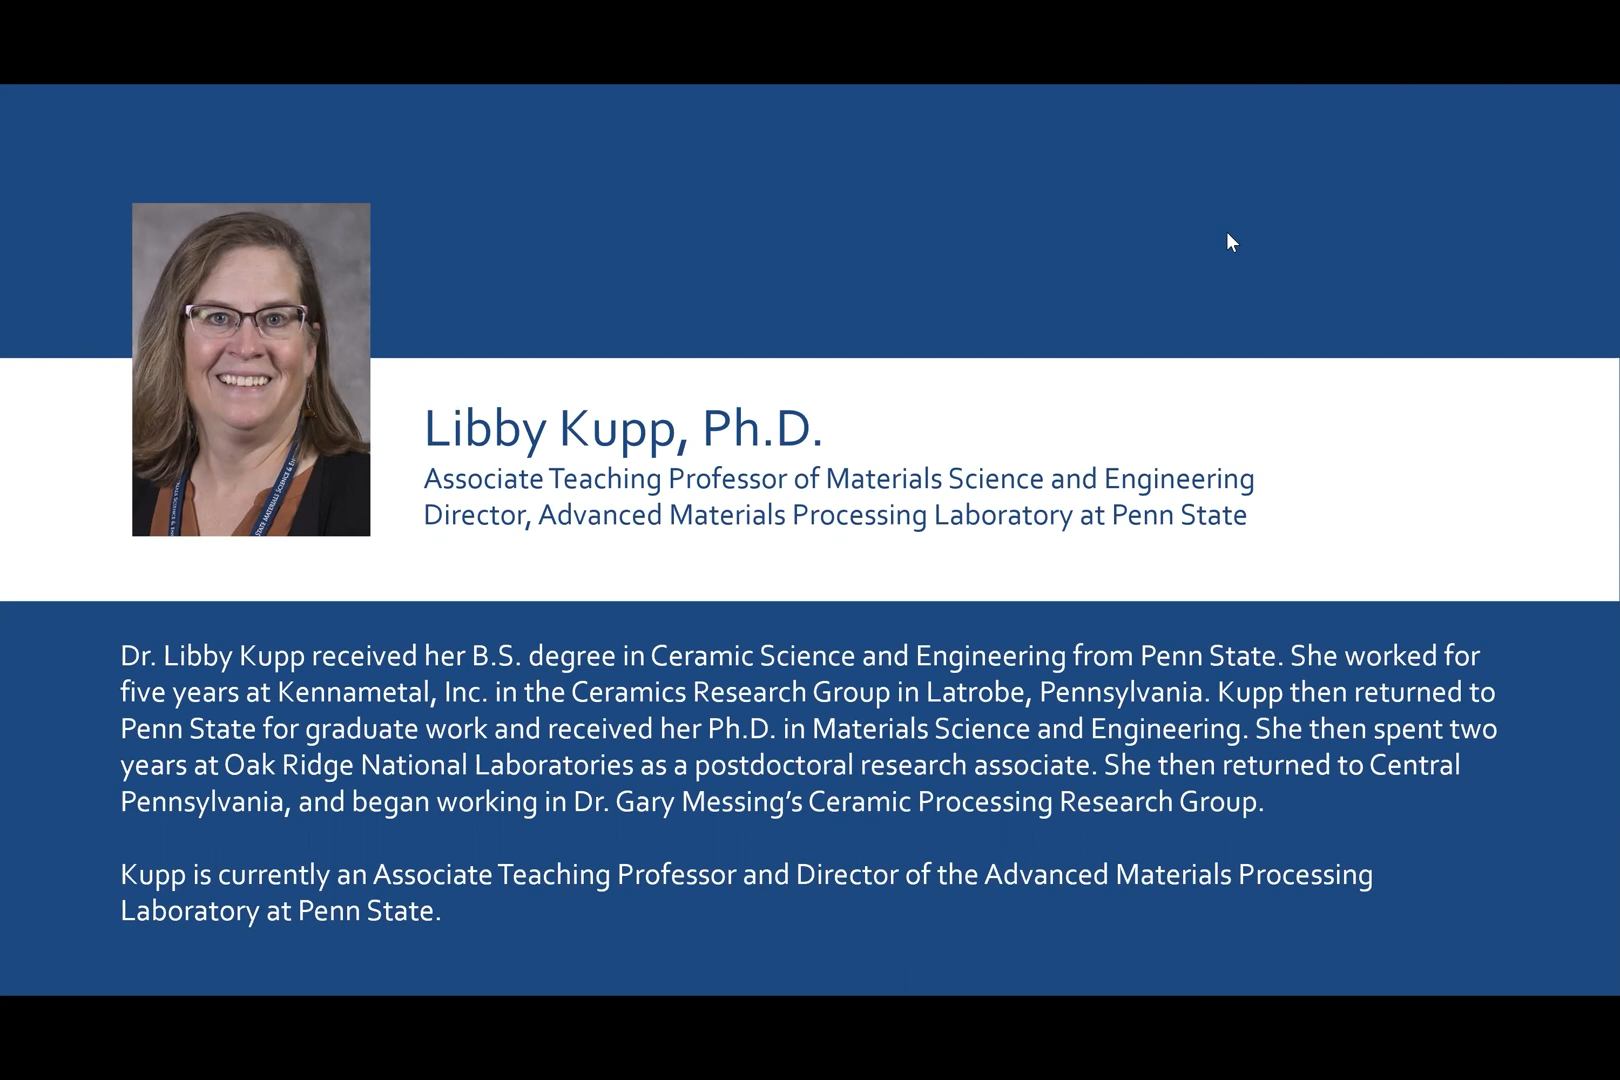 Libby Kupp, Ph.D.
Associate Teaching Professor of Materials Science and Engineering
Director, Advanced Materials Processing Laboratory at Penn State
STATE MATERIALS SCIENCE & EN
Dr. Libby Kupp received her B.S. degree in Ceramic Science and Engineering from Penn State. She worked for
five years at Kennametal, Inc. in the Ceramics Research Group in Latrobe, Pennsylvania. Kupp then returned to
Penn State for graduate work and received her Ph.D. in Materials Science and Engineering. She then spent two
years at Oak Ridge National Laboratories as a postdoctoral research associate. She then returned to Central
Pennsylvania, and began working in Dr. Gary Messing’s Ceramic Processing Research Group.
Kupp is currently an Associate Teaching Professor and Director of the Advanced Materials Processing
Laboratory at Penn State.